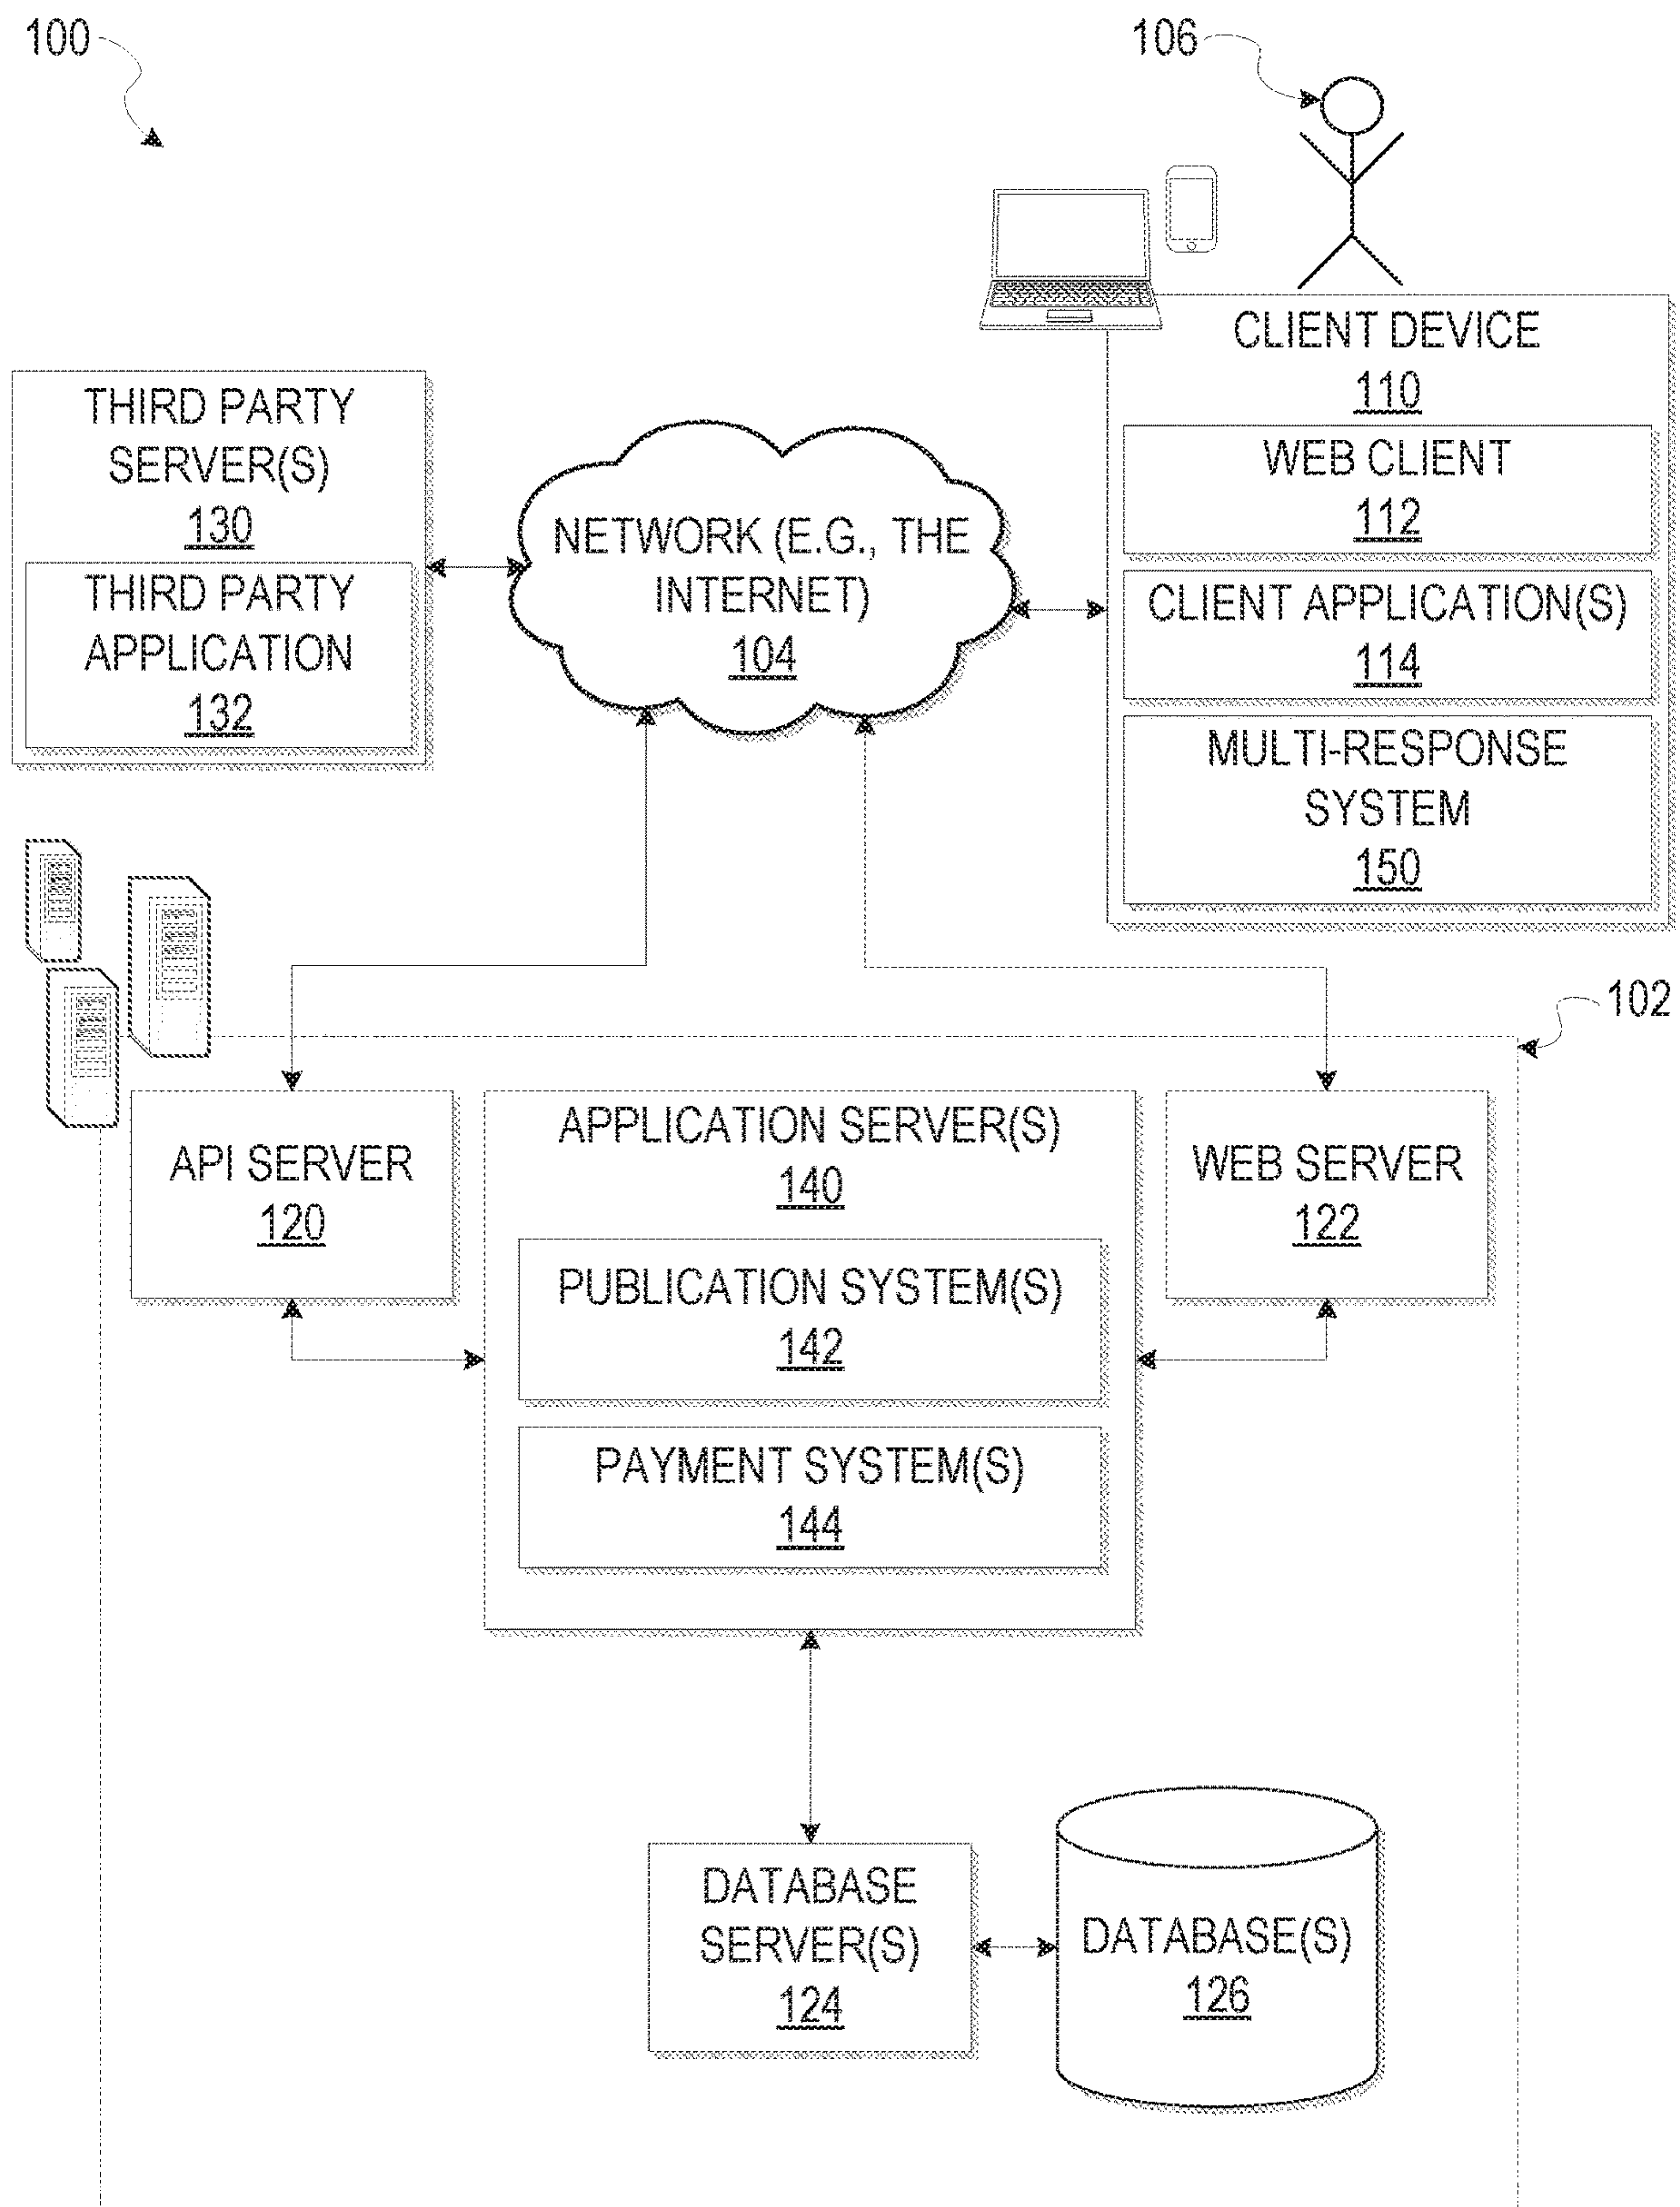 100
106
CLIENT DEVICE
110
WEB CLIENT
112
CLIENT APPLICATION(S)
114
MULTI-RESPONSE
SYSTEM
150
THIRD PARTY
SERVER(S)
130
THIRD PARTY
APPLICATION
132
NETWORK (E.G., THE
INTERNET)
104
102
API SERVER
120
APPLICATION SERVER(S)
140
PUBLICATION SYSTEM(S)
142
PAYMENT SYSTEM(S)
144
WEB SERVER
122
DATABASE
SERVER(S)
124
DATABASE(S)
126